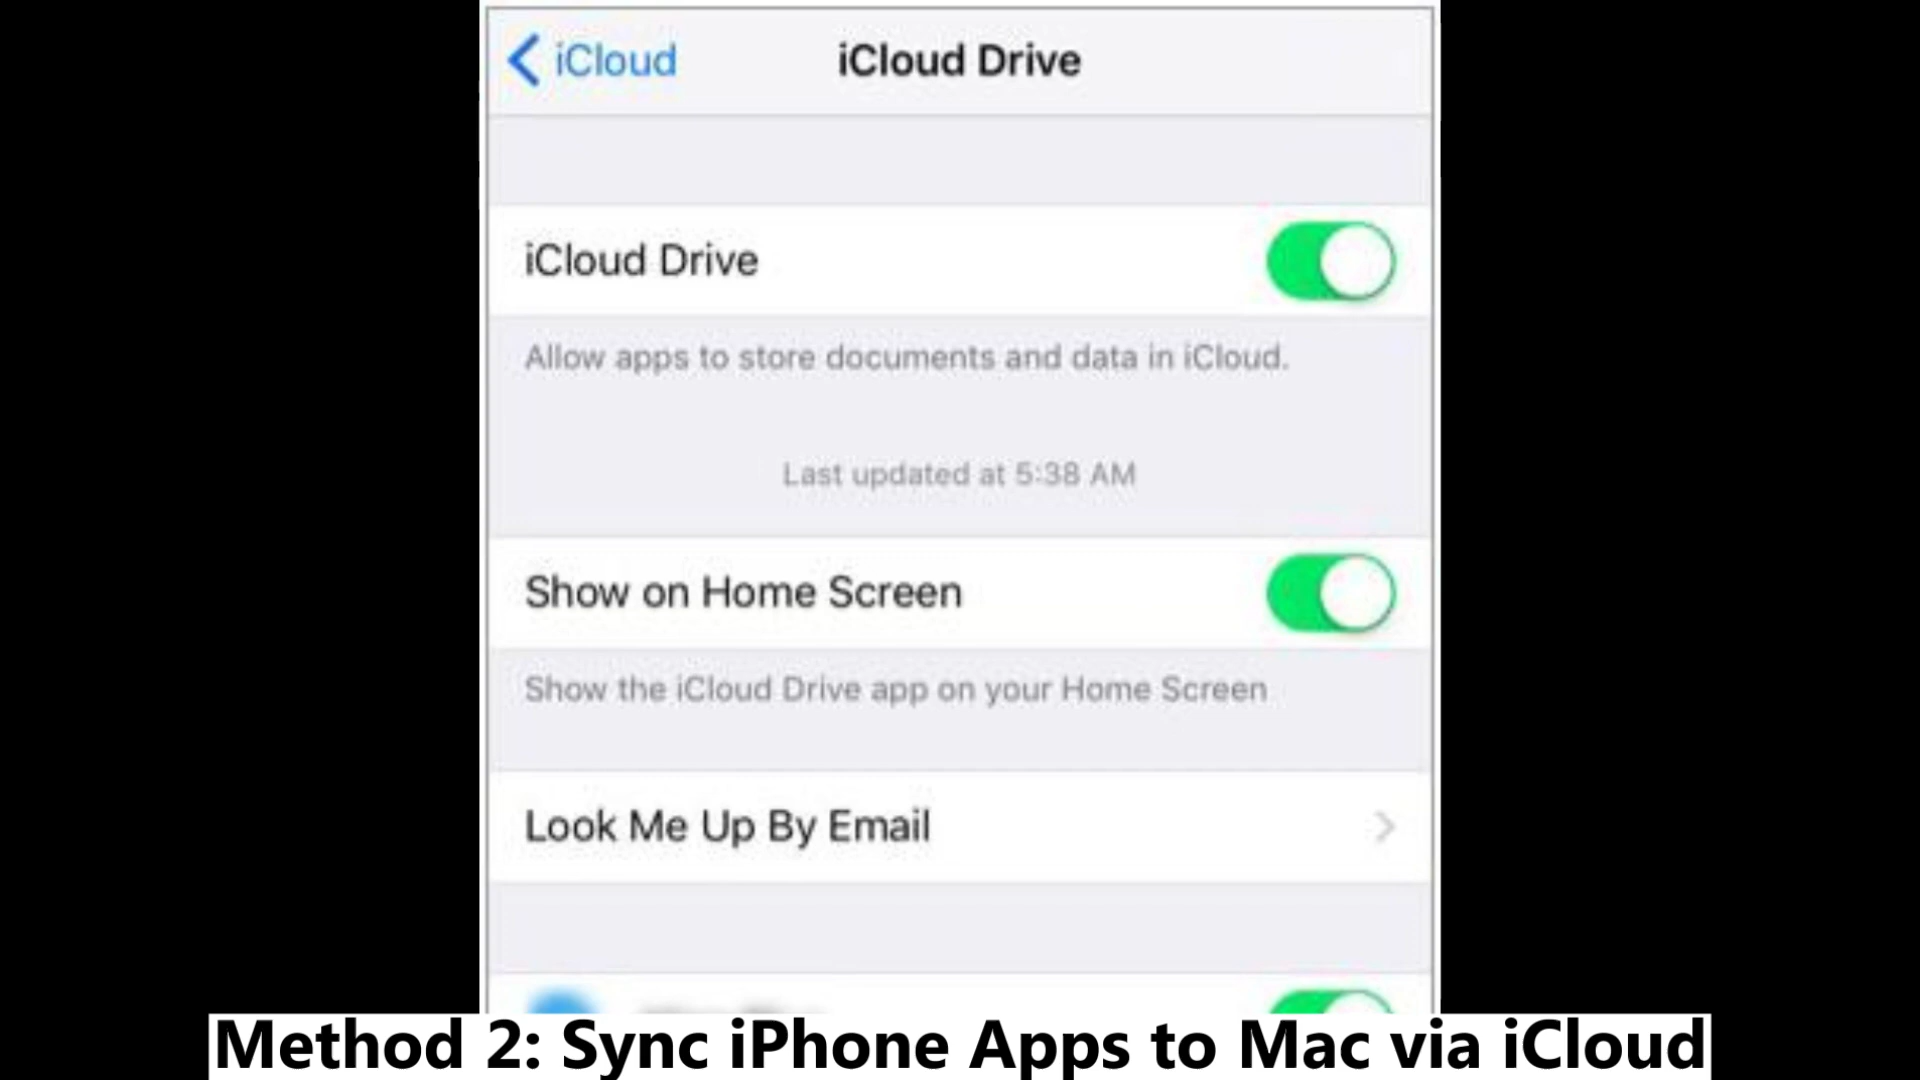 iCloud
iCloud Drive
iCloud Drive
Allow apps to store documents and data in iCloud.
Last updated at 5:38 AM
Show on Home Screen
Show the iCloud Drive app on your Home Screen
Look Me Up By Email
Method 2: Sync iPhone Apps to Mac via iCloud